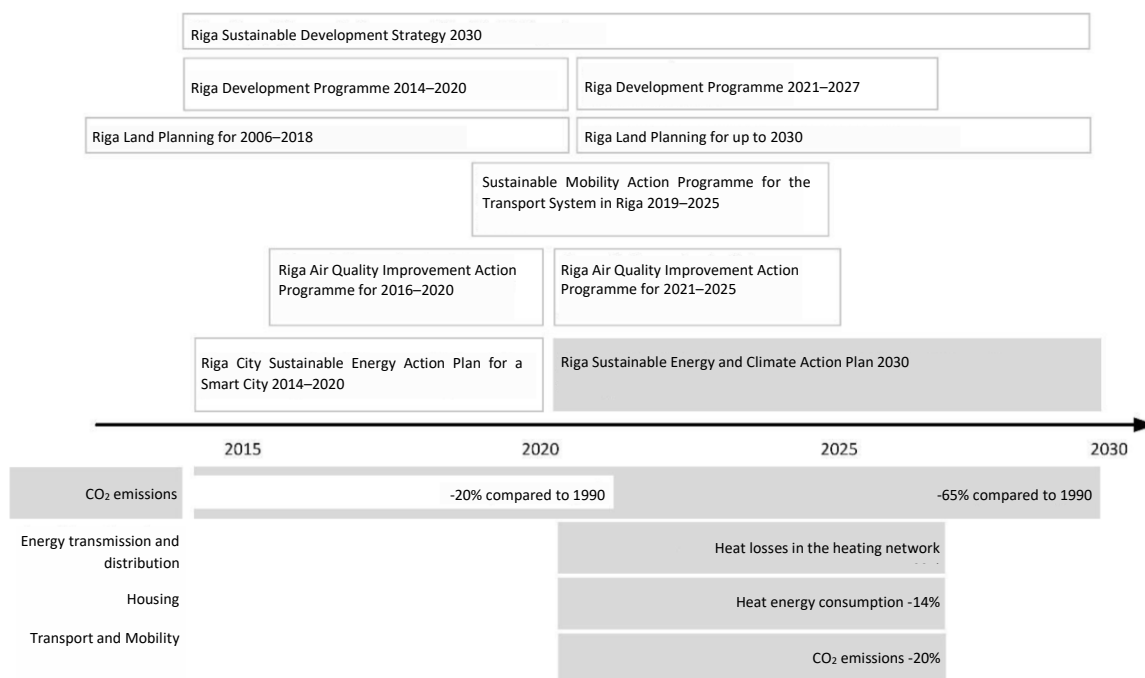 Riga Sustainable Development Strategy 2030
Riga Development Programme 2014–2020
Riga Development Programme 2021–2027
Riga Land Planning for 2006–2018
Riga Land Planning for up to 2030
Sustainable Mobility Action Programme for the
Transport System in Riga 2019–2025
Riga Air Quality Improvement Action
Programme for 2016–2020
Riga Air Quality Improvement Action
Programme for 2021–2025
Riga City Sustainable Energy Action Plan for a
Smart City 2014–2020
Riga Sustainable Energy and Climate Action Plan 2030
2015
2020
2025
2030
CO₂ emissions
-20% compared to 1990
-65% compared to 1990
Energy transmission and
distribution
Heat losses in the heating network
Housing
Heat energy consumption -14%
Transport and Mobility
CO₂ emissions -20%